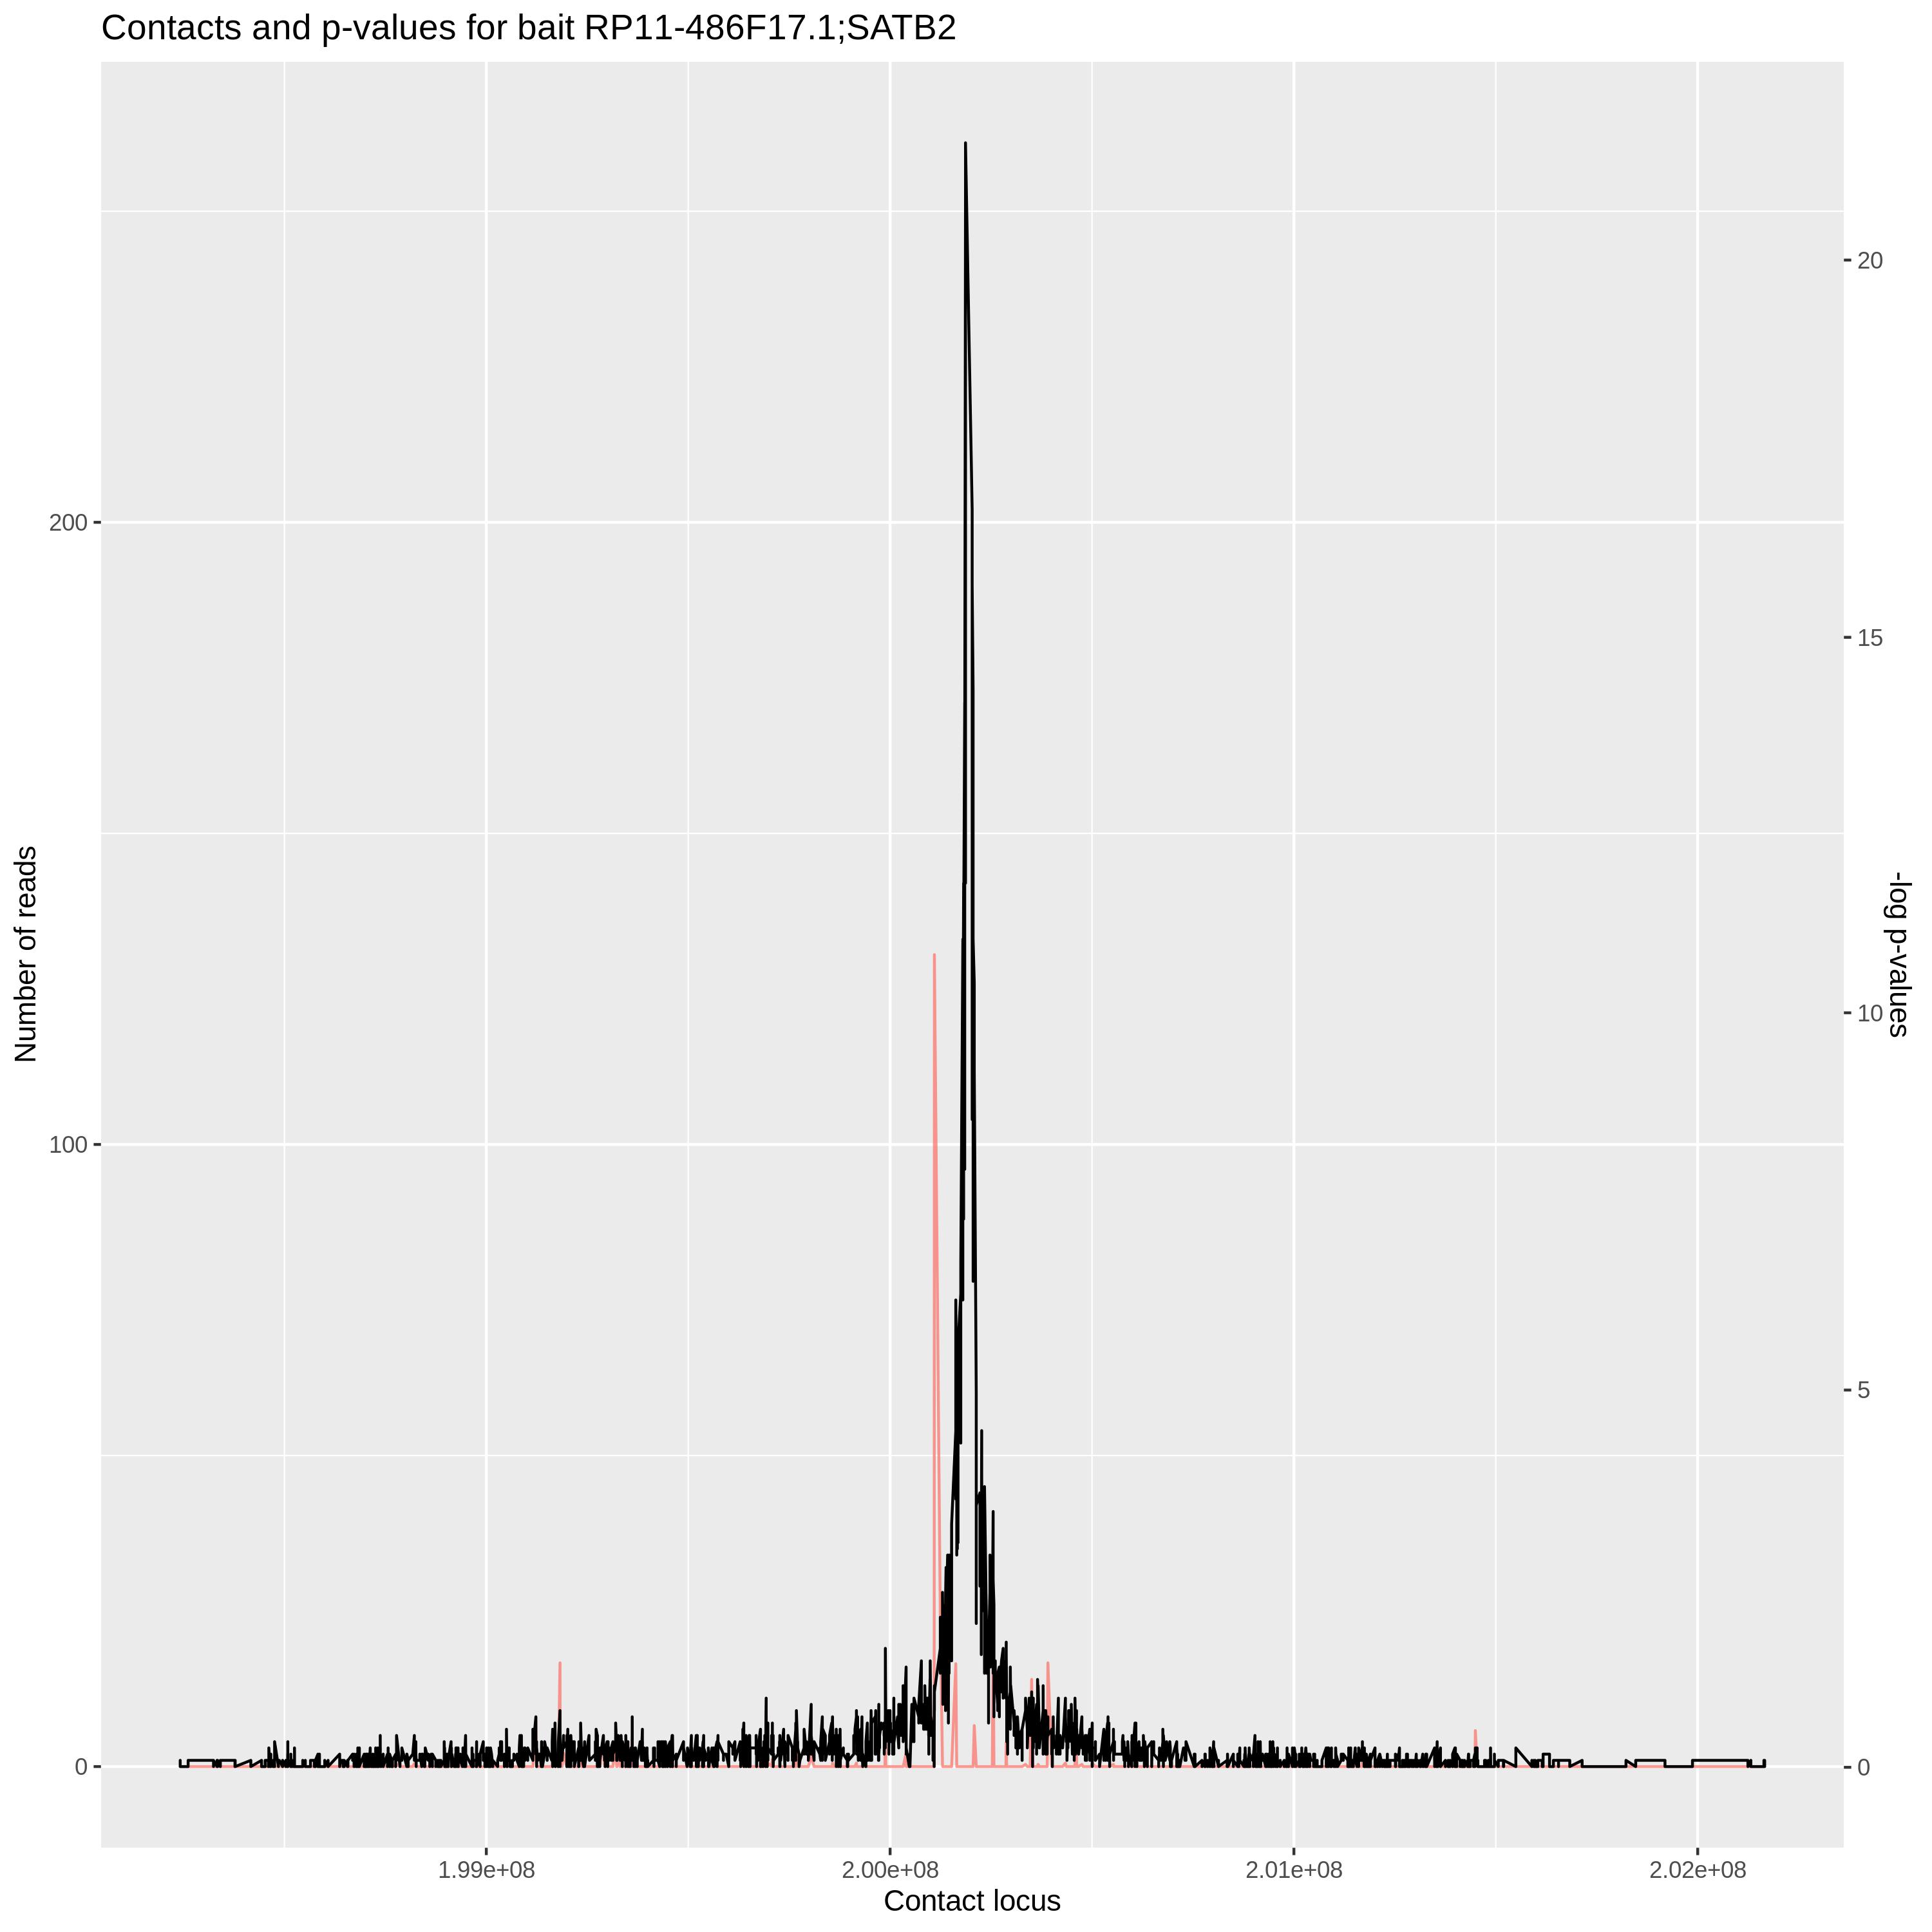 Contacts and p-values for bait RP11-486F17.1;SATB2
Number of reads
200
100
0
20
15
10
5
0
-log p-values
1.99e+08
2.00e+08
2.01e+08
2.02e+08
Contact locus